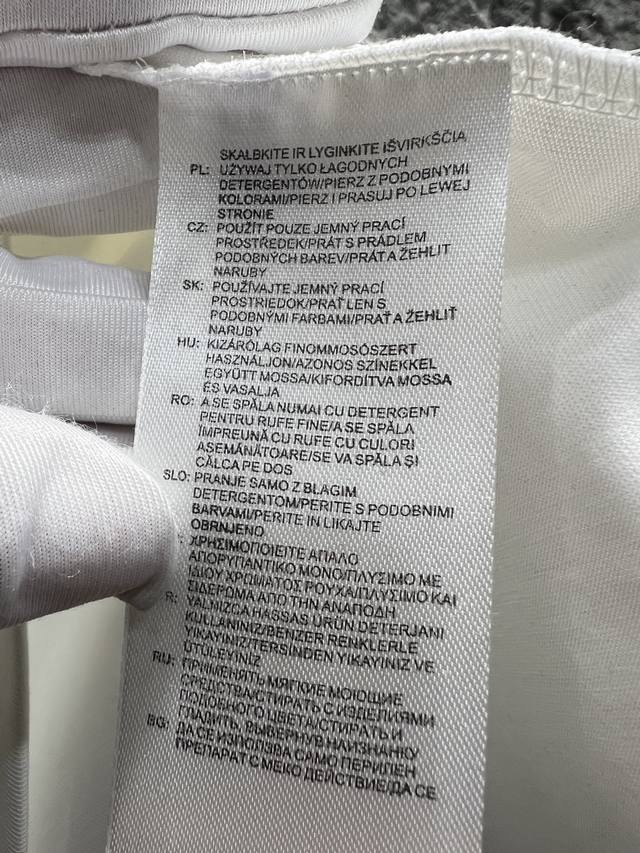 SKALBKITE IR LYGINKITE IŠVIRKŠČIA
PL: UŻYWAJ TYLKO ŁAGODNYCH
DETERGENTÓW/PIERZ Z PODOBNYMI
KOLORAMI/PIERZ I PRASUJ PO LEWEJ
STRONIE
CZ: POUŽÍT POUZE JEMNÝ PRACÍ
PROSTŘEDEK/PRÁT S PRÁDLEM
PODOBNÝCH BAREV/PRÁT A ŽEHLIT
NARUBY
SK: POUŽÍVAJTE JEMNÝ PRACÍ
PROSTRIEDOK/PRAŤ LEN S
PODOBNÝMI FARBAMI/PRAŤ A ŽEHLIŤ
NARUBY
HU: KIZÁRÓLAG FINOMMOSÓSZERT
HASZNÁLJON/AZONOS SZÍNEKKEL
EGYÜTT MOSSA/KIFORDÍTVA MOSSA
ÉS VASALJA
RO: A SE SPĂLA NUMAI CU DETERGENT
PENTRU RUFE FINE/A SE SPĂLA
ÎMPREUNĂ CU RUFE CU CULORI
ASEMĂNĂTOARE/SE VA SPĂLA ȘI
CĂLCA PE DOS
SLO: PRANJE SAMO Z BLAGIM
DETERGENTOM/PERITE S PODOBNIMI
BARVAMI/PERITE IN LIKAJTE
OBRNJENO
: ΧΡΗΣΙΜΟΠΟΙΕΙΤΕ ΑΠΑΛΟ
ΑΠΟΡΥΠΑΝΤΙΚΟ ΜΟΝΟ/ΠΛΥΣΙΜΟ ΜΕ
ΙΔΙΟΥ ΧΡΩΜΑΤΟΣ ΡΟΥΧΑ/ΠΛΥΣΙΜΟ ΚΑΙ
ΣΙΔΕΡΩΜΑ ΑΠΟ ΤΗΝ ΑΝΑΠΟΔΗ
R: YALNIZCA HASSAS ÜRÜN DETERJANI
KULLANINIZ/BENZER RENKLERLE
YIKAYINIZ/TERSİNDEN YIKAYINIZ VE
ÜTÜLEYİNİZ
RU: ПРИМЕНЯТЬ МЯГКИЕ МОЮЩИЕ
СРЕДСТВА/СТИРАТЬ С ИЗДЕЛИЯМИ
ПОДОБНОГО ЦВЕТА/СТИРАТЬ И
ГЛАДИТЬ, ВЫВЕРНУВ НАИЗНАНКУ
BG: ДА СЕ ИЗПОЛЗВА САМО ПЕРИЛЕН
ПРЕПАРАТ С МЕКО ДЕЙСТВИЕ/ДА СЕ